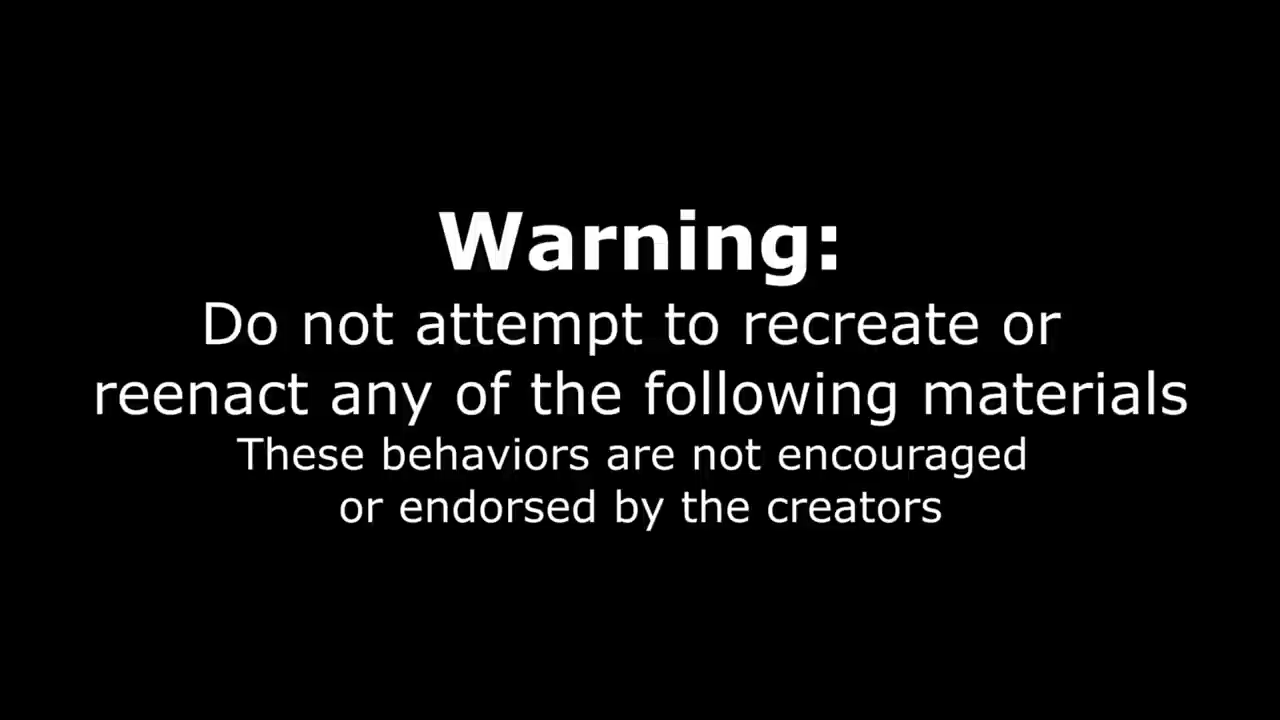 Warning:
Do not attempt to recreate or
reenact any of the following materials
These behaviors are not encouraged
or endorsed by the creators